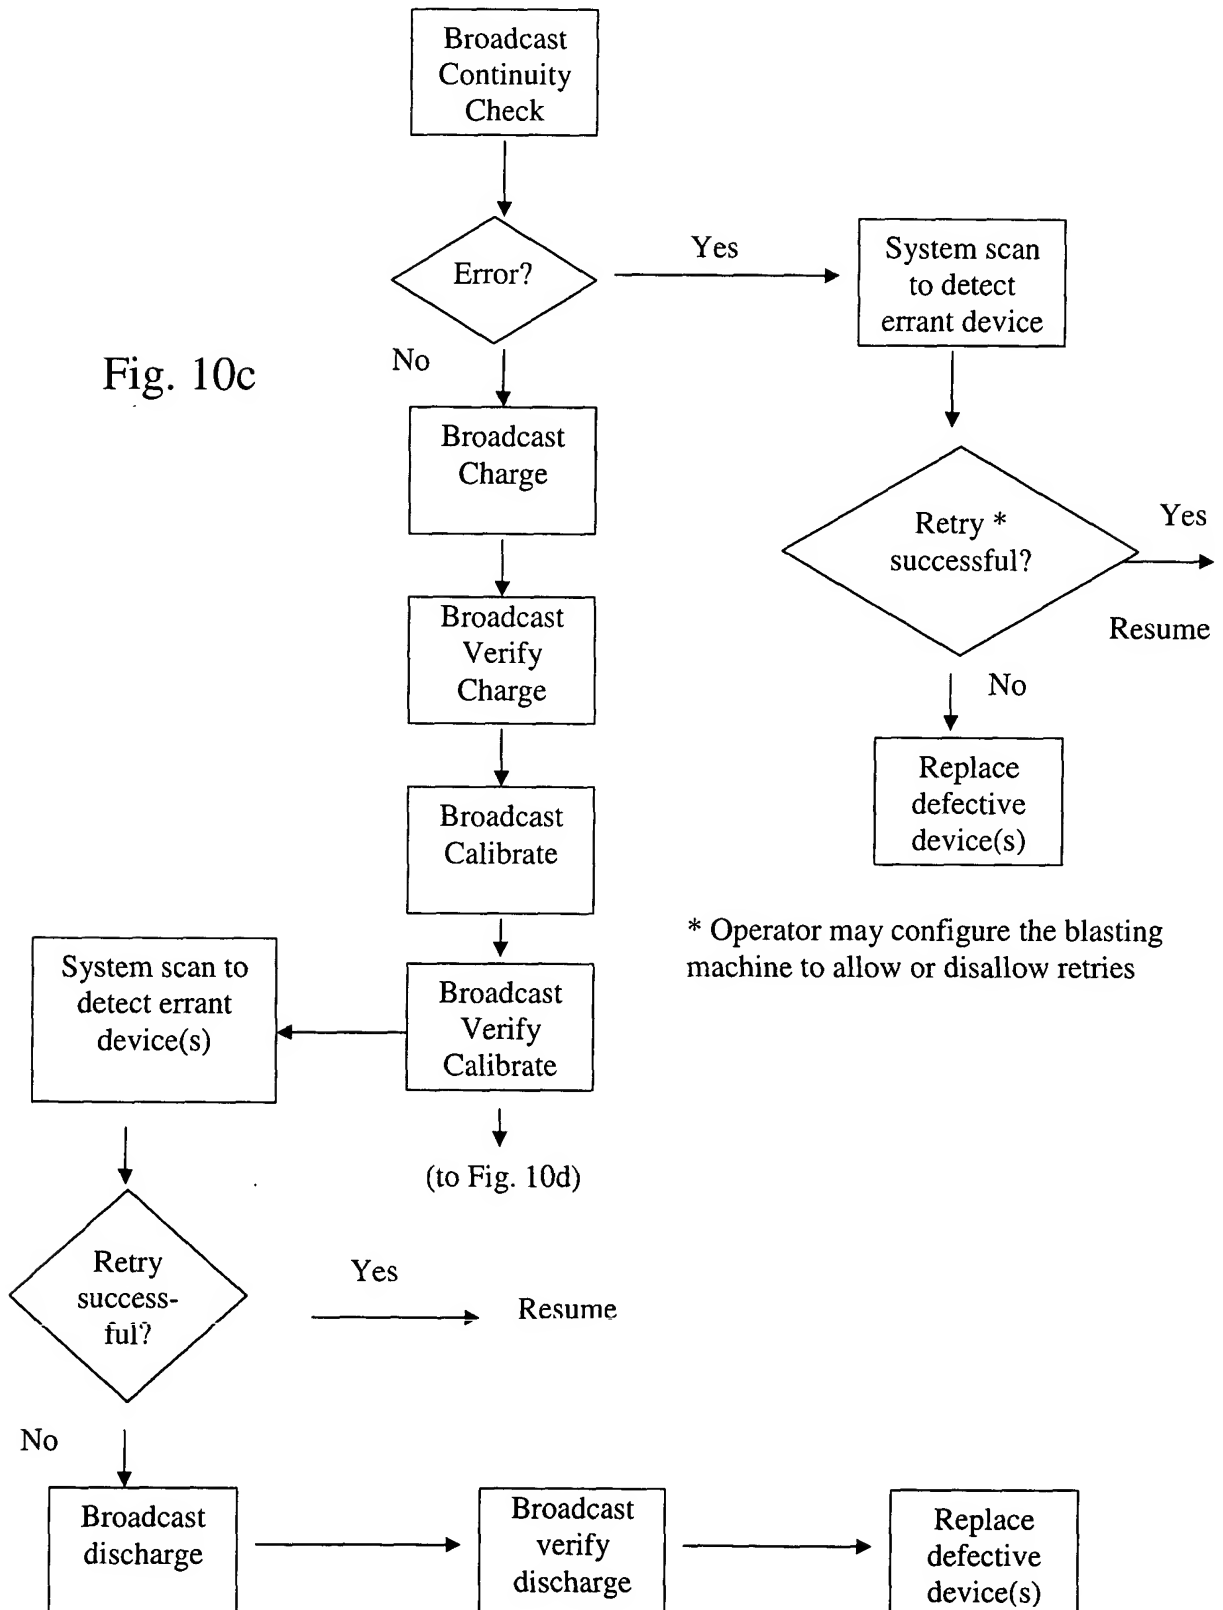 Broadcast
Continuity
Check
Error?
Yes
System scan
to detect
errant device
Fig. 10c
No
Broadcast
Charge
Retry *
successful?
Yes
Resume
Broadcast
Verify
Charge
No
Replace
defective
device(s)
Broadcast
Calibrate
* Operator may configure the blasting
machine to allow or disallow retries
System scan to
detect errant
device(s)
Broadcast
Verify
Calibrate
(to Fig. 10d)
Retry
success-
ful?
Yes
Resume
No
Broadcast
discharge
Broadcast
verify
discharge
Replace
defective
device(s)